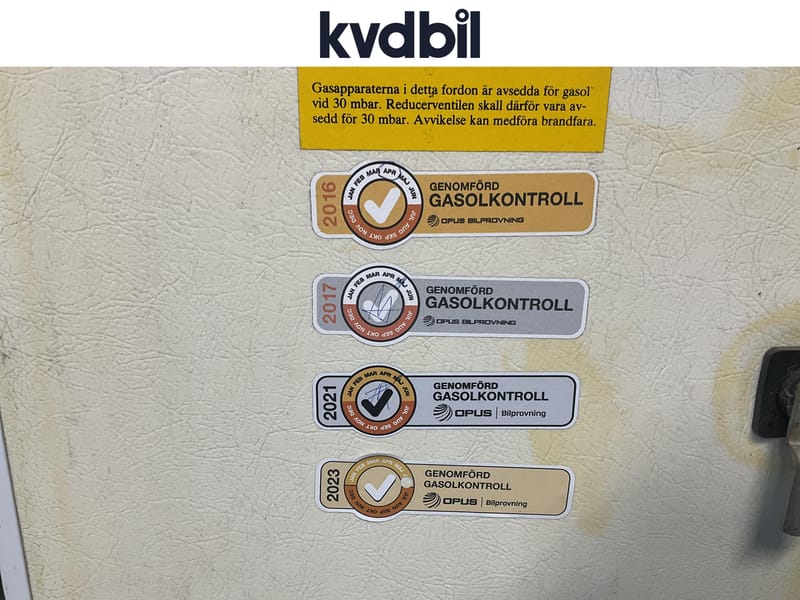 kvdbil
Gasapparaterna i detta fordon är avsedda för gasol
vid 30 mbar. Reducerventilen skall därför vara av-
sedd för 30 mbar. Avvikelse kan medföra brandfara.
2016
JAN FEB MAR APR MAJ JUN
JUL AUG SEP OKT NOV DEC
GENOMFÖRD
GASOLKONTROLL
OPUS BILPROVNING
2017
JAN FEB MAR APR MAJ JUN
JUL AUG SEP OKT NOV DEC
GENOMFÖRD
GASOLKONTROLL
OPUS BILPROVNING
2021
JAN FEB MAR APR MAJ JUN
JUL AUG SEP OKT NOV DEC
GENOMFÖRD
GASOLKONTROLL
OPUS | Bilprovning
2023
JAN FEB MAR APR MAJ
JUL AUG SEP OKT NOV DEC
GENOMFÖRD
GASOLKONTROLL
OPUS | Bilprovning